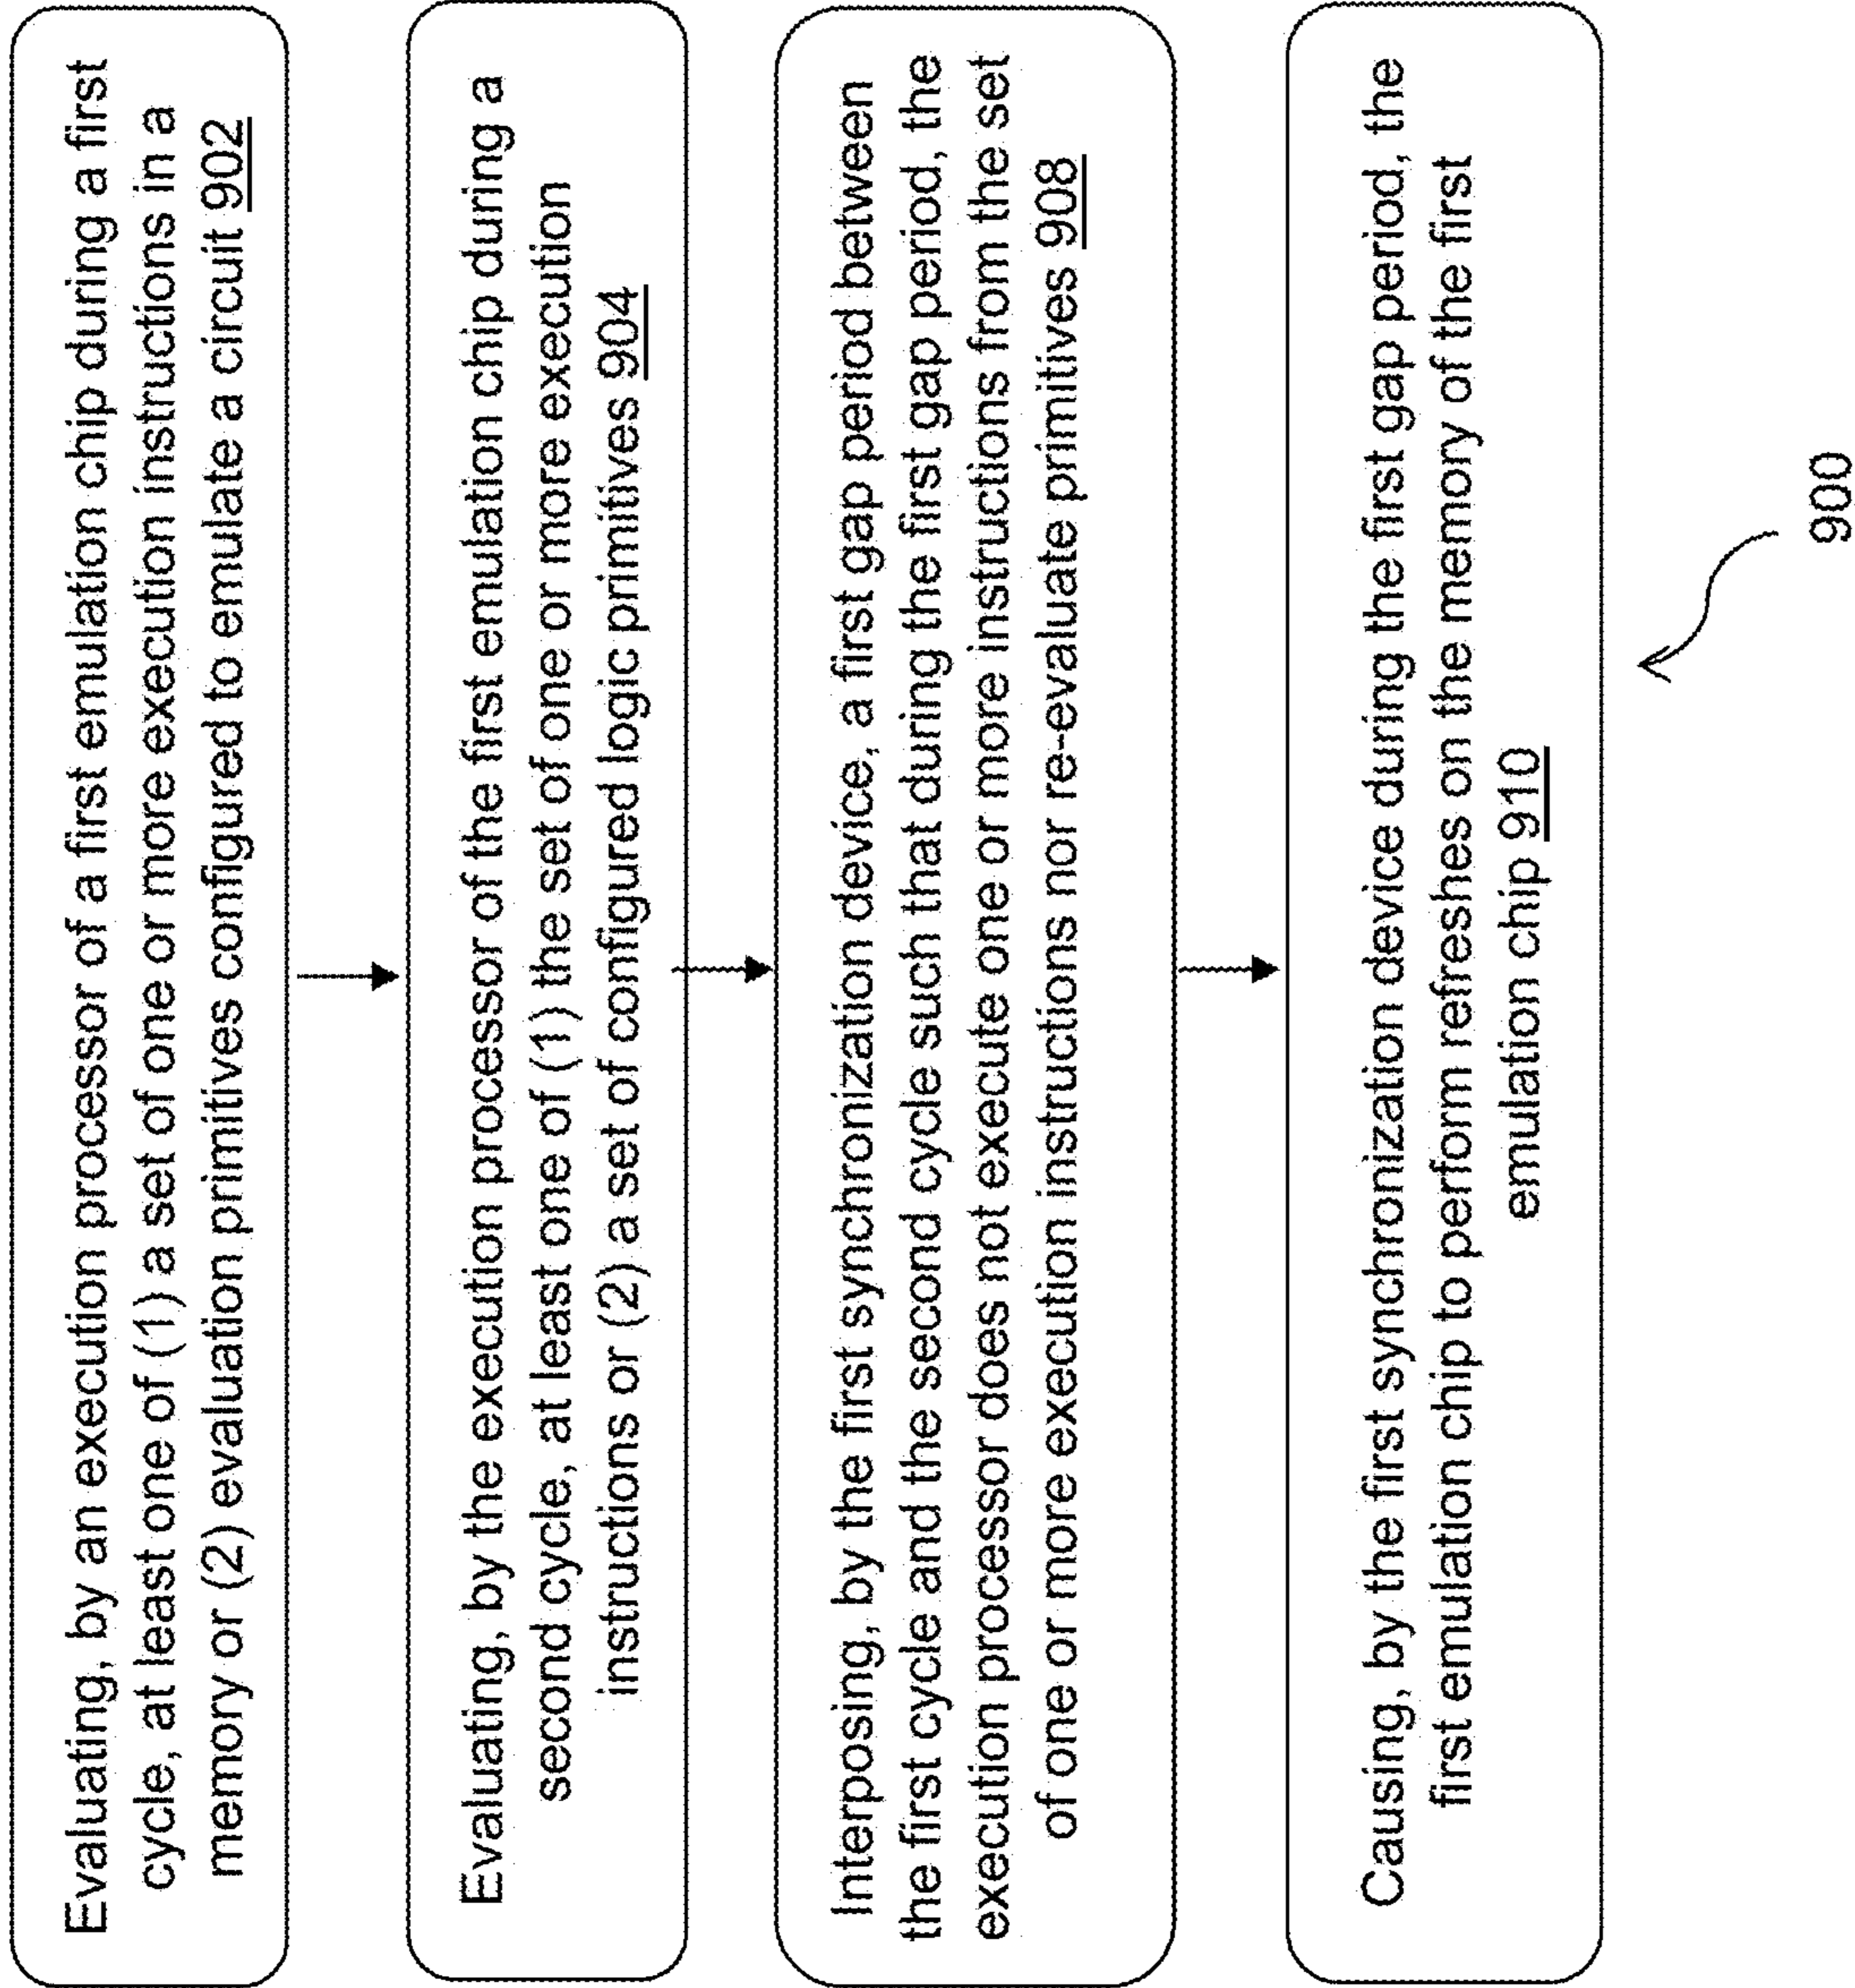 Evaluating, by an execution processor of a first emulation chip during a first
cycle, at least one of (1) a set of one or more execution instructions in a
memory or (2) evaluation primitives configured to emulate a circuit 902
Evaluating, by the execution processor of the first emulation chip during a
second cycle, at least one of (1) the set of one or more execution
instructions or (2) a set of configured logic primitives 904
Interposing, by the first synchronization device, a first gap period between
the first cycle and the second cycle such that during the first gap period, the
execution processor does not execute one or more instructions from the set
of one or more execution instructions nor re-evaluate primitives 908
Causing, by the first synchronization device during the first gap period, the
first emulation chip to perform refreshes on the memory of the first
emulation chip 910
900